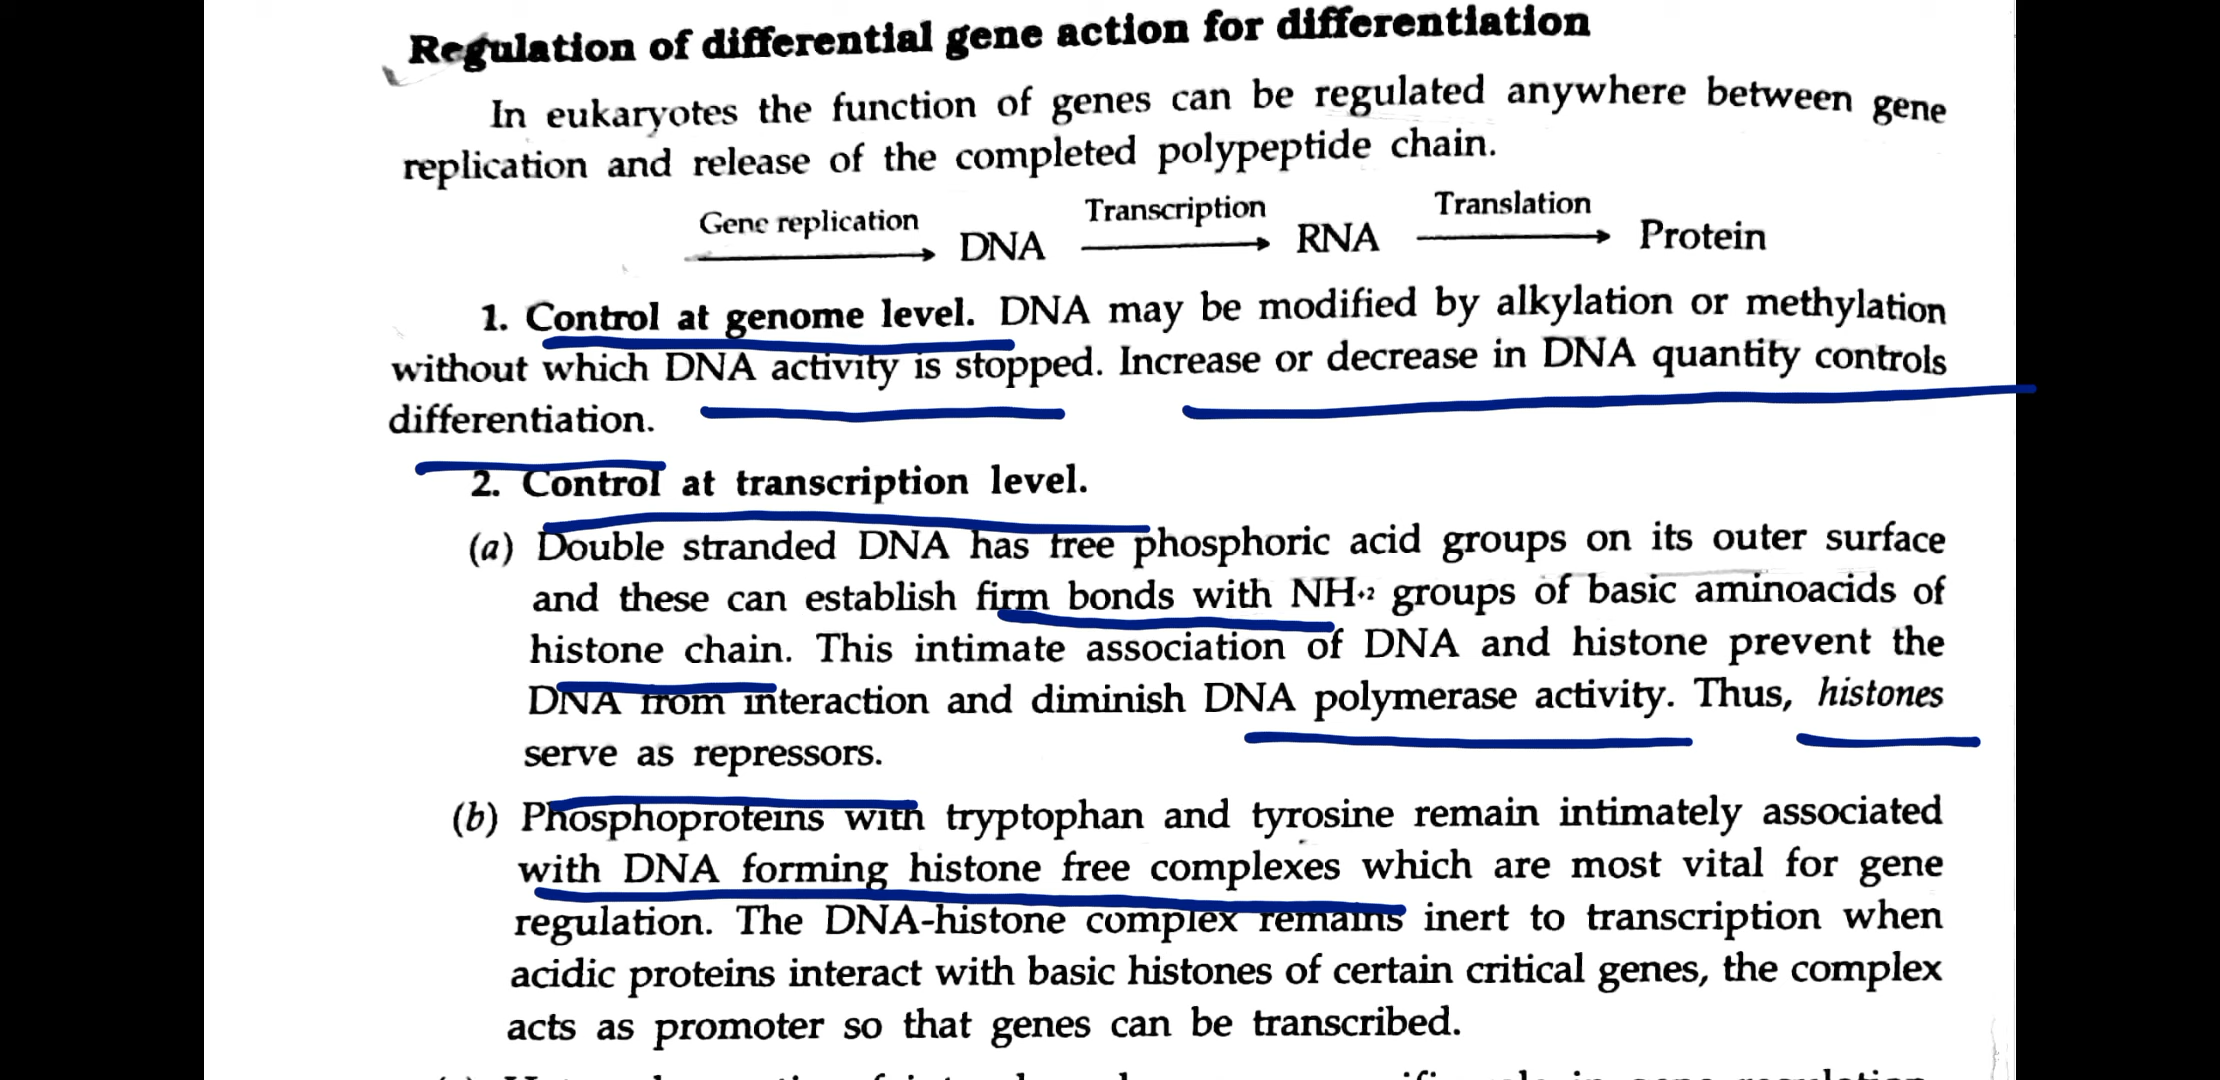 Regulation of differential gene action for differentiation
In eukaryotes the function of genes can be regulated anywhere between gene
replication and release of the completed polypeptide chain.
Gene replication → DNA Transcription → RNA Translation → Protein
1. Control at genome level. DNA may be modified by alkylation or methylation
without which DNA activity is stopped. Increase or decrease in DNA quantity controls
differentiation.
2. Control at transcription level.
(a) Double stranded DNA has free phosphoric acid groups on its outer surface
and these can establish firm bonds with NH+2 groups of basic aminoacids of
histone chain. This intimate association of DNA and histone prevent the
DNA from interaction and diminish DNA polymerase activity. Thus, histones
serve as repressors.
(b) Phosphoproteins with tryptophan and tyrosine remain intimately associated
with DNA forming histone free complexes which are most vital for gene
regulation. The DNA-histone complex remains inert to transcription when
acidic proteins interact with basic histones of certain critical genes, the complex
acts as promoter so that genes can be transcribed.